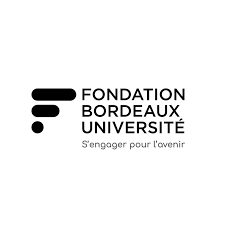 FONDATION
BORDEAUX
UNIVERSITÉ
S'engager pour l'avenir